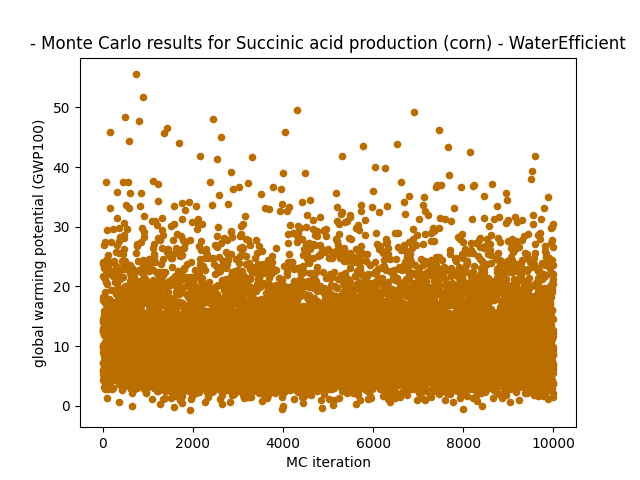 - Monte Carlo results for Succinic acid production (corn) - WaterEfficient
global warming potential (GWP100)
50
40
30
20
10
0
0 2000 4000 6000 8000 10000
MC iteration